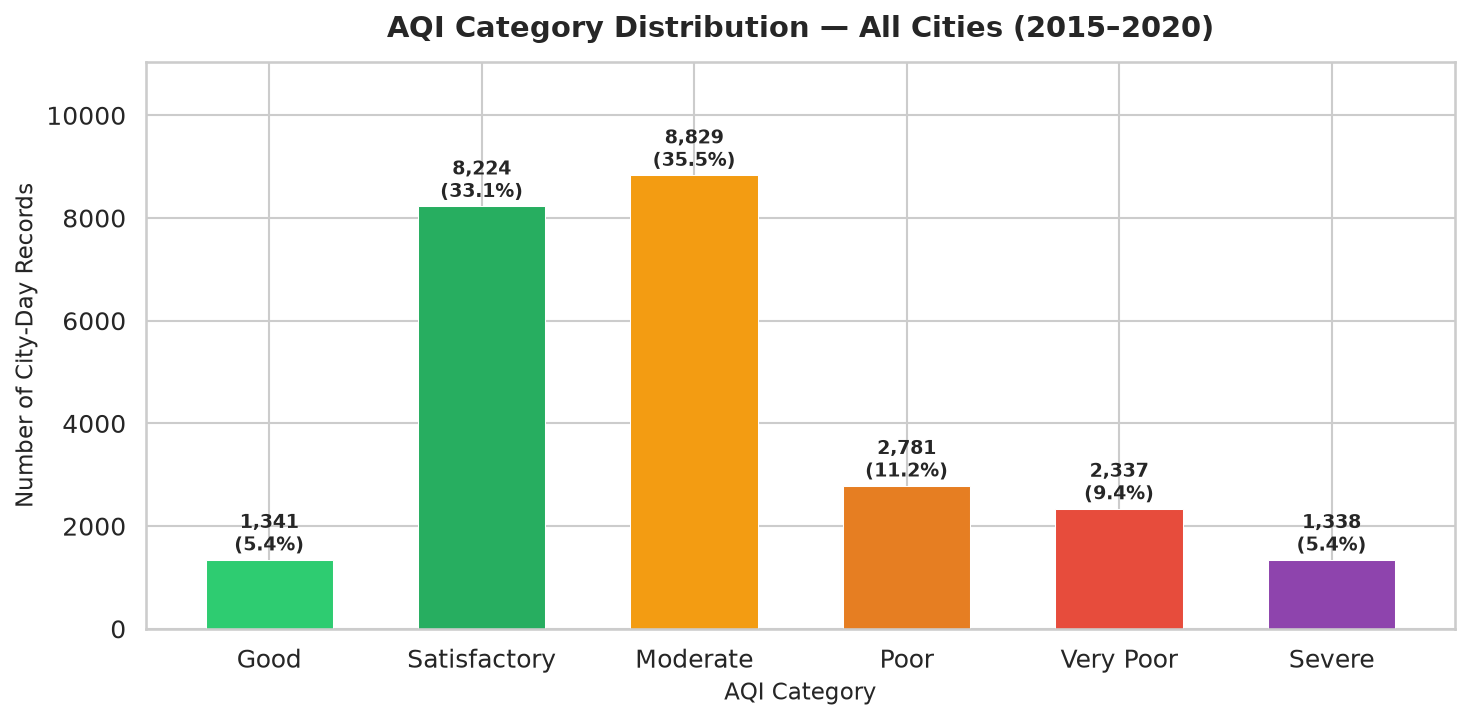 AQI Category Distribution — All Cities (2015–2020)
Number of City-Day Records
10000
8000
6000
4000
2000
0
1,341
(5.4%)
8,224
(33.1%)
8,829
(35.5%)
2,781
(11.2%)
2,337
(9.4%)
1,338
(5.4%)
Good
Satisfactory
Moderate
Poor
Very Poor
Severe
AQI Category